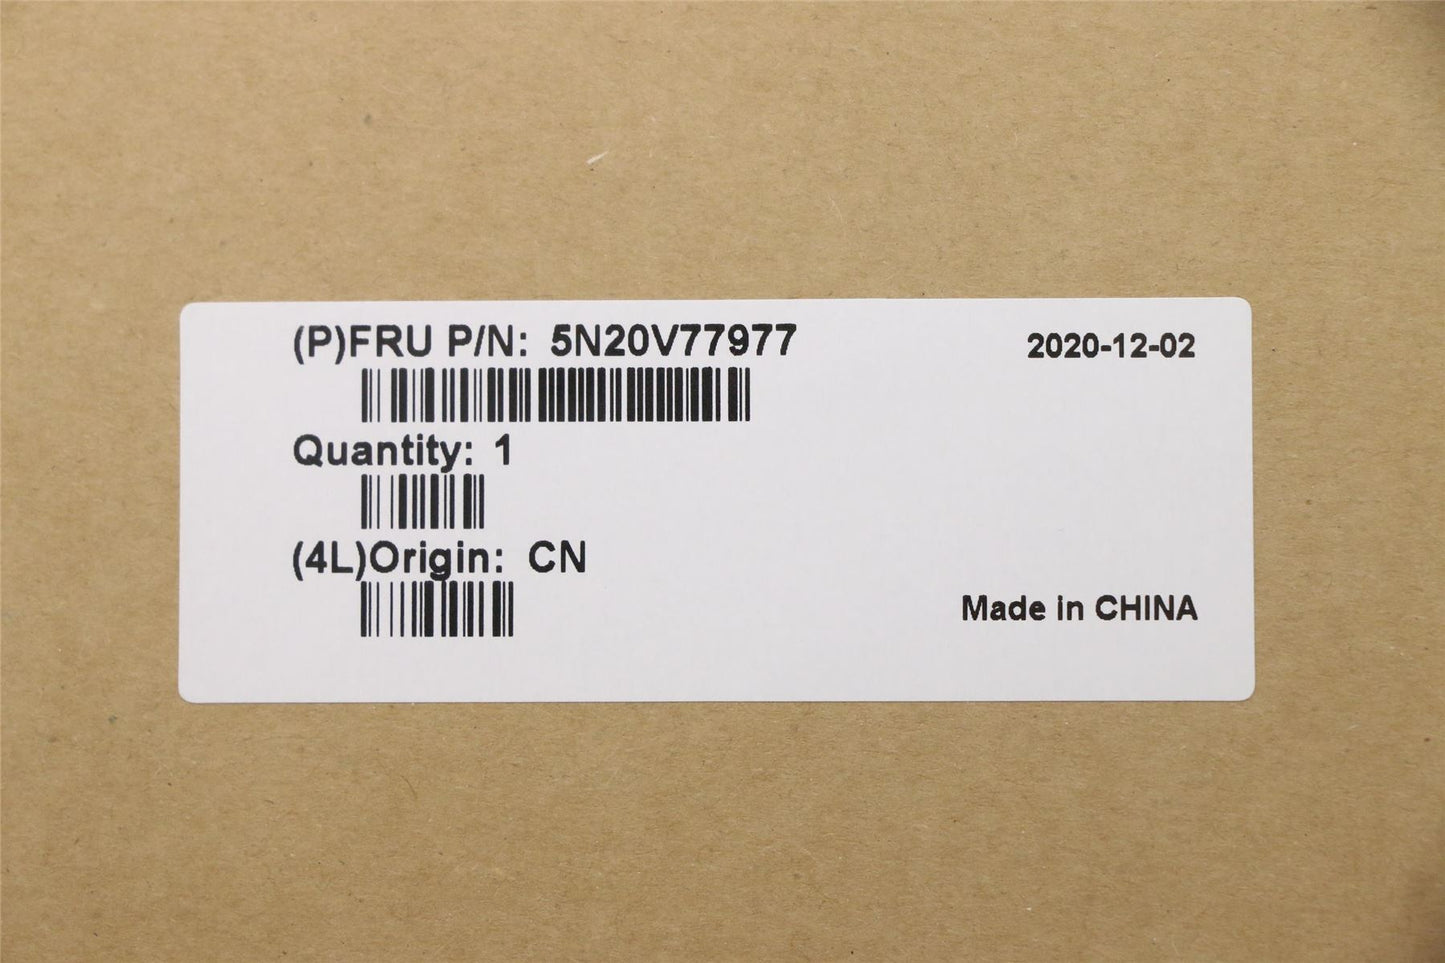 (P)FRU P/N: 5N20V77977
2020-12-02
Quantity: 1
(4L)Origin: CN
Made in CHINA